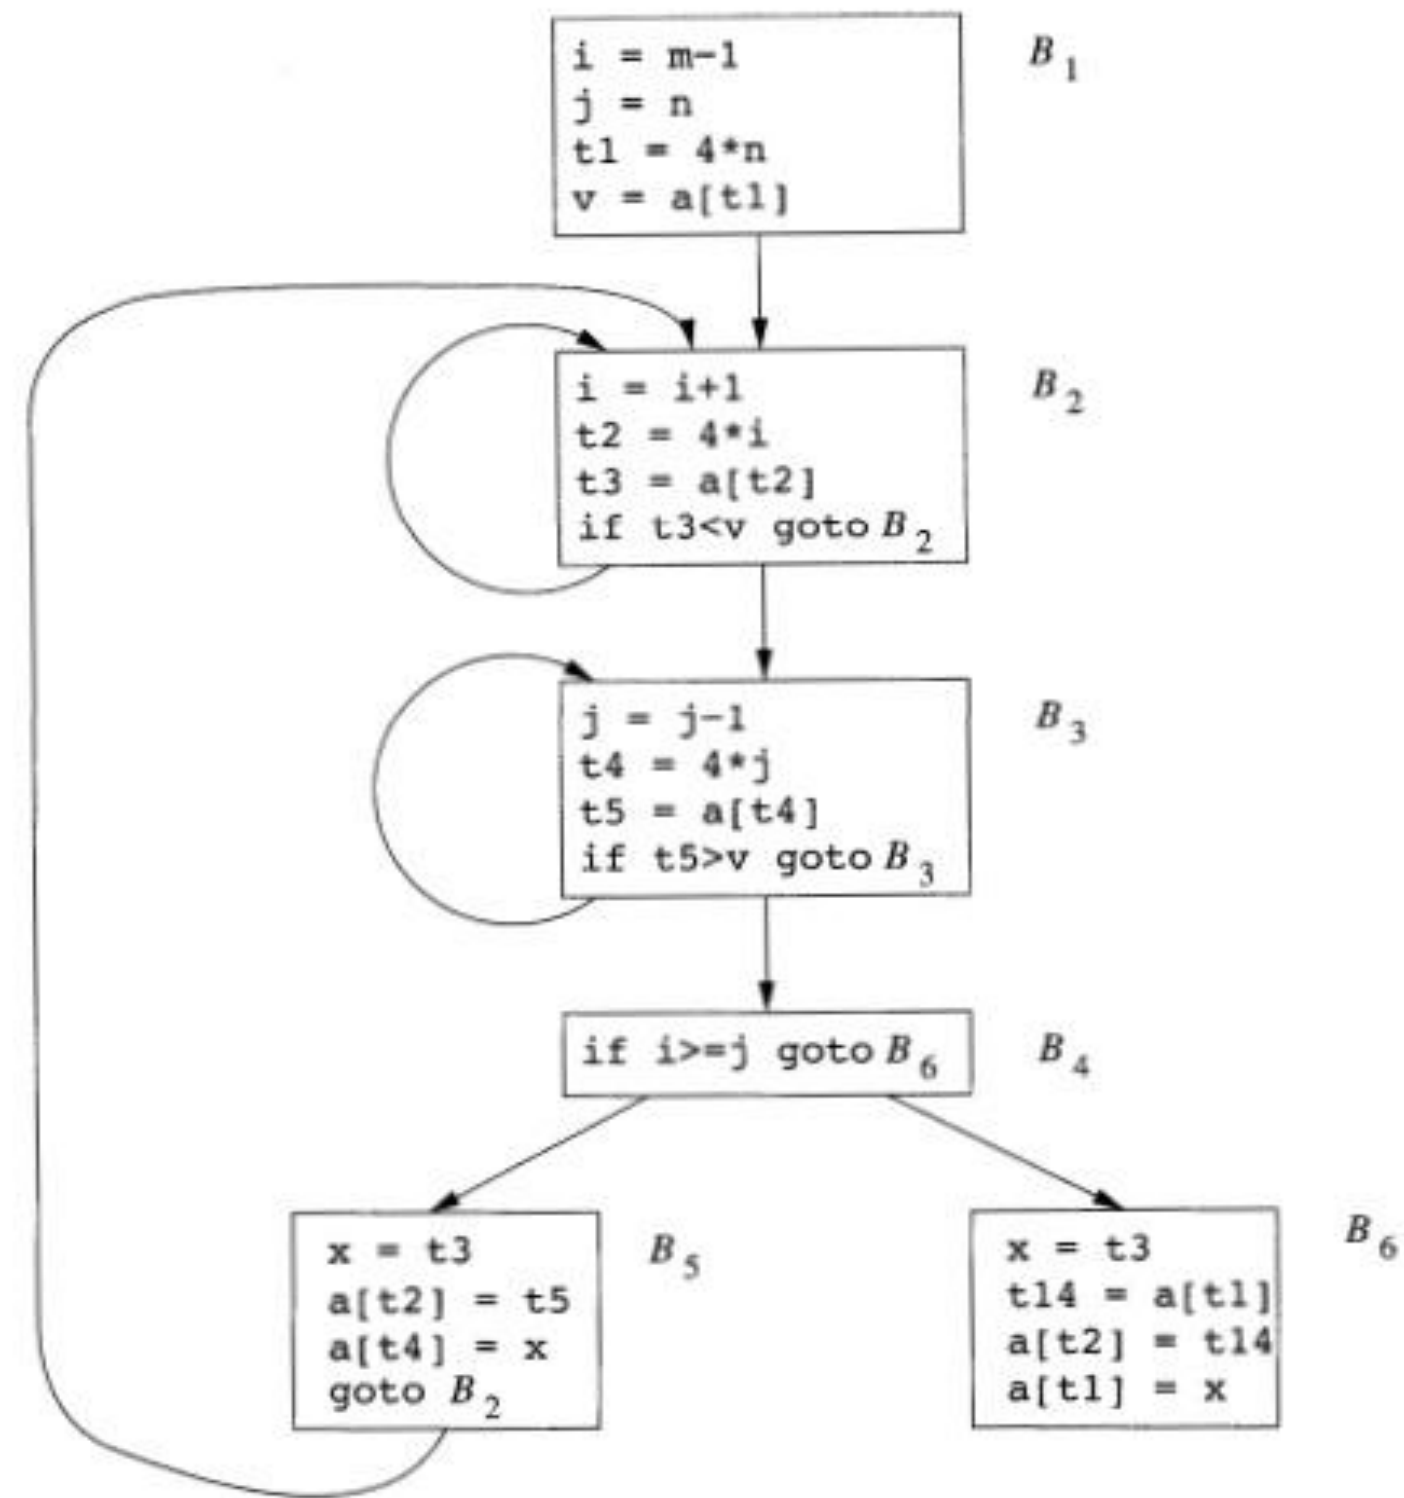 i = m-1
j = n
t1 = 4*n
v = a[t1]
B1
i = i+1
t2 = 4*i
t3 = a[t2]
if t3<v goto B2
B2
j = j-1
t4 = 4*j
t5 = a[t4]
if t5>v goto B3
B3
if i>=j goto B6
B4
x = t3
a[t2] = t5
a[t4] = x
goto B2
B5
x = t3
t14 = a[t1]
a[t2] = t14
a[t1] = x
B6